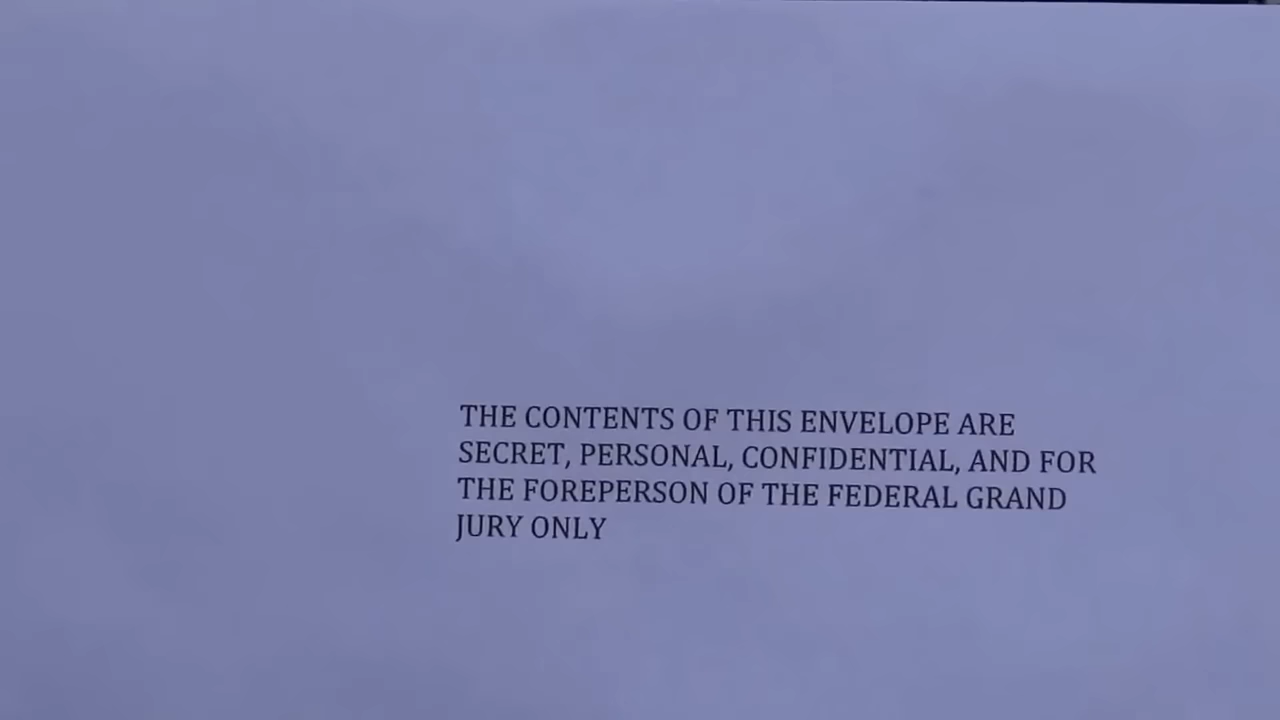 THE CONTENTS OF THIS ENVELOPE ARE
SECRET, PERSONAL, CONFIDENTIAL, AND FOR
THE FOREPERSON OF THE FEDERAL GRAND
JURY ONLY